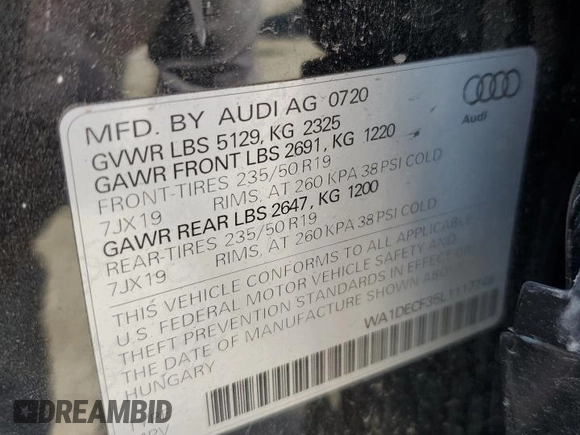 MFD. BY AUDI AG 0720
GVWR LBS 5129, KG 2325
GAWR FRONT LBS 2691, KG 1220
FRONT-TIRES 235/50 R19
7JX19 RIMS, AT 260 KPA 38 PSI COLD
GAWR REAR LBS 2647, KG 1200
REAR-TIRES 235/50 R19
7JX19 RIMS, AT 260 KPA 38 PSI COLD
THIS VEHICLE CONFORMS TO ALL APPLICABLE
U.S. FEDERAL MOTOR VEHICLE SAFETY AND
THEFT PREVENTION STANDARDS IN EFFECT ON
THE DATE OF MANUFACTURE SHOWN
HUNGARY
Audi
DREAMBID